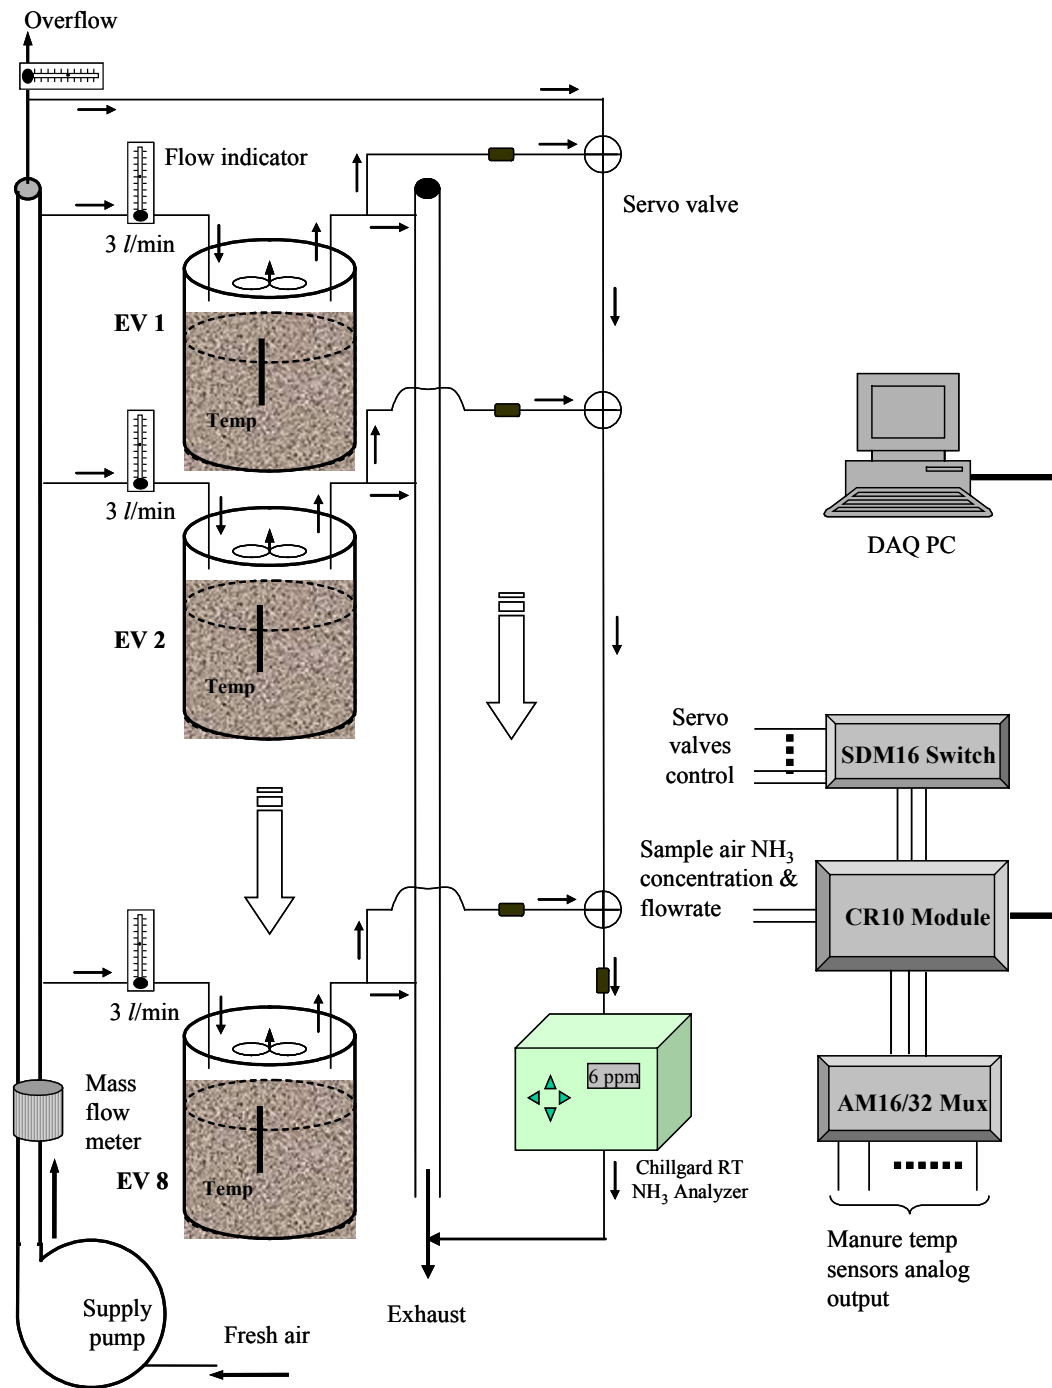 Overflow
Flow indicator
3 l/min
Servo valve
EV 1
Temp
3 l/min
DAQ PC
EV 2
Temp
Servo
valves
control
SDM16 Switch
Sample air NH₃
concentration &
flowrate
CR10 Module
3 l/min
Mass
flow
meter
6 ppm
AM16/32 Mux
EV 8
Temp
Chillgard RT
NH₃ Analyzer
Manure temp
sensors analog
output
Supply
pump
Fresh air
Exhaust